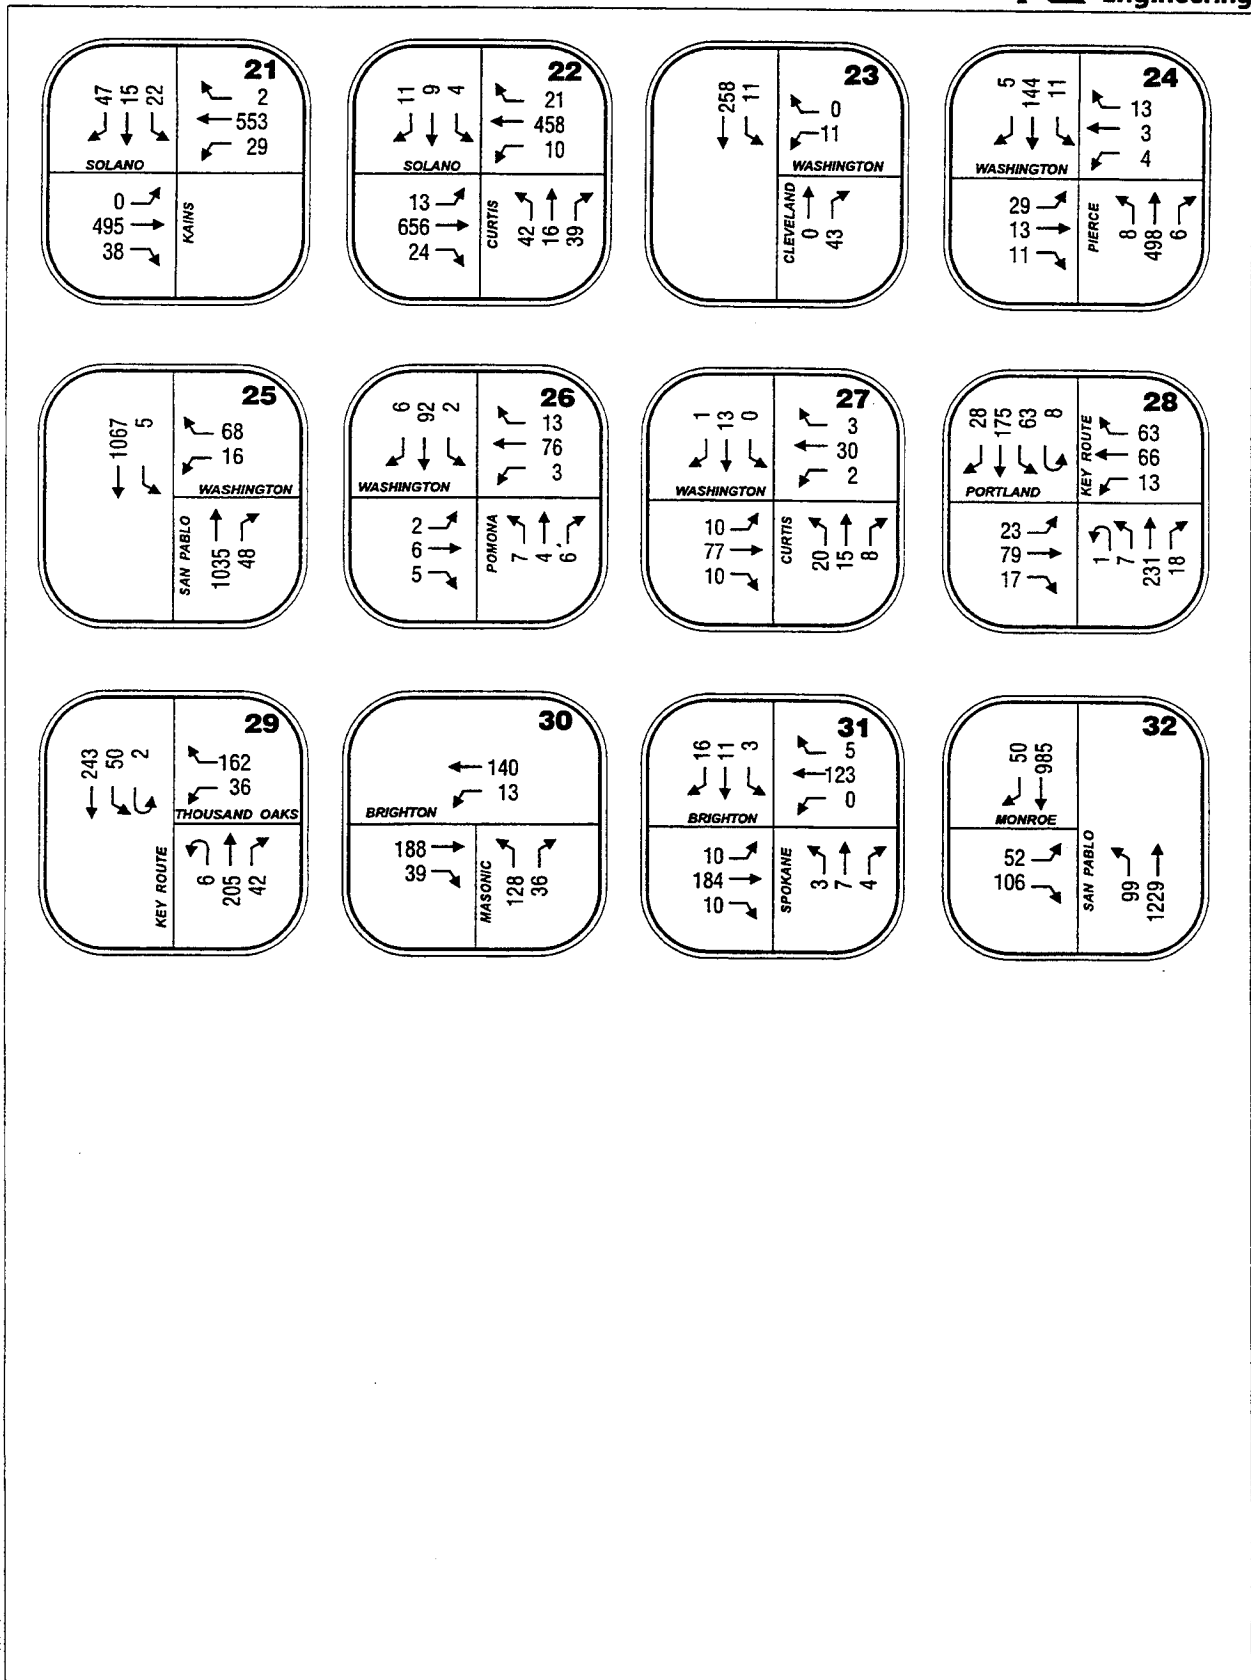 Engineering
21
47 15 22
2
553
29
SOLANO
0
495
38
KAINS
22
11 9 4
21
458
10
SOLANO
13
656
24
CURTIS
42 16 39
23
258 11
0
11
WASHINGTON
CLEVELAND
0 43
24
5 144 11
13
3
4
WASHINGTON
29
13
11
PIERCE
8 498 6
25
1067 5
68
16
WASHINGTON
SAN PABLO
1035 48
26
6 92 2
13
76
3
WASHINGTON
2
6
5
POMONA
7 4 6
27
1 13 0
3
30
2
WASHINGTON
10
77
10
CURTIS
20 15 8
28
28 175 63 8
KEY ROUTE
63
66
13
PORTLAND
23
79
17
1 7 231 18
29
243 50 2
162
36
THOUSAND OAKS
KEY ROUTE
6 205 42
30
140
13
BRIGHTON
188
39
MASONIC
128 36
31
16 11 3
5
123
0
BRIGHTON
10
184
10
SPOKANE
3 7 4
32
50 985
MONROE
52
106
SAN PABLO
99 1229